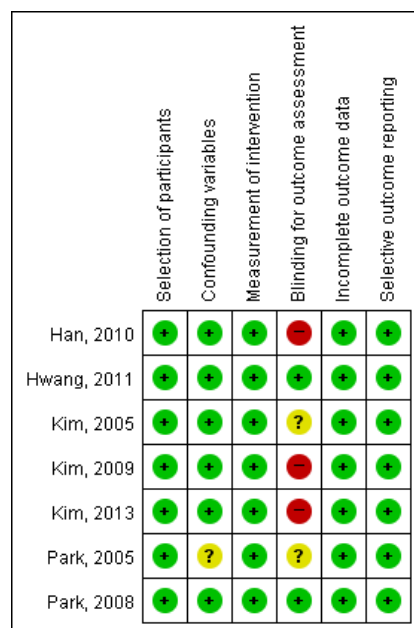 Selection of participants
Confounding variables
Measurement of intervention
Blinding for outcome assessment
Incomplete outcome data
Selective outcome reporting
Han, 2010 + + + − + +
Hwang, 2011 + + + + + +
Kim, 2005 + + + ? + +
Kim, 2009 + + + − + +
Kim, 2013 + + + − + +
Park, 2005 + ? + ? + +
Park, 2008 + + + + + +